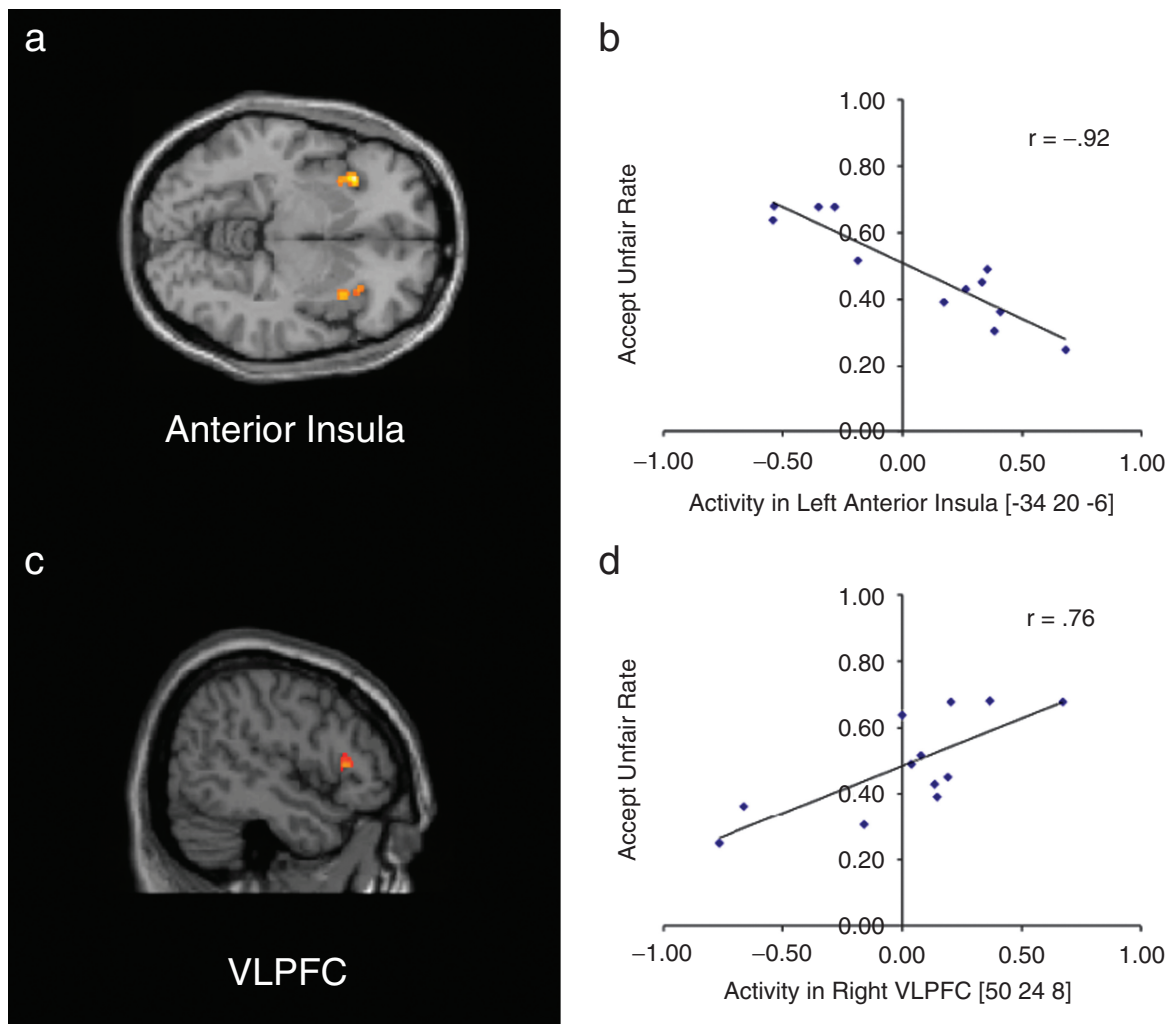 a
Anterior Insula
b
1.00
r = –.92
0.80
0.60
0.40
0.20
0.00
Accept Unfair Rate
–1.00 –0.50 0.00 0.50 1.00
Activity in Left Anterior Insula [-34 20 -6]
c
VLPFC
d
1.00
r = .76
0.80
0.60
0.40
0.20
0.00
Accept Unfair Rate
–1.00 –0.50 0.00 0.50 1.00
Activity in Right VLPFC [50 24 8]